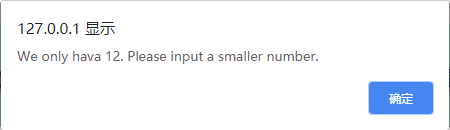 127.0.0.1 显示
We only hava 12. Please input a smaller number.
确定